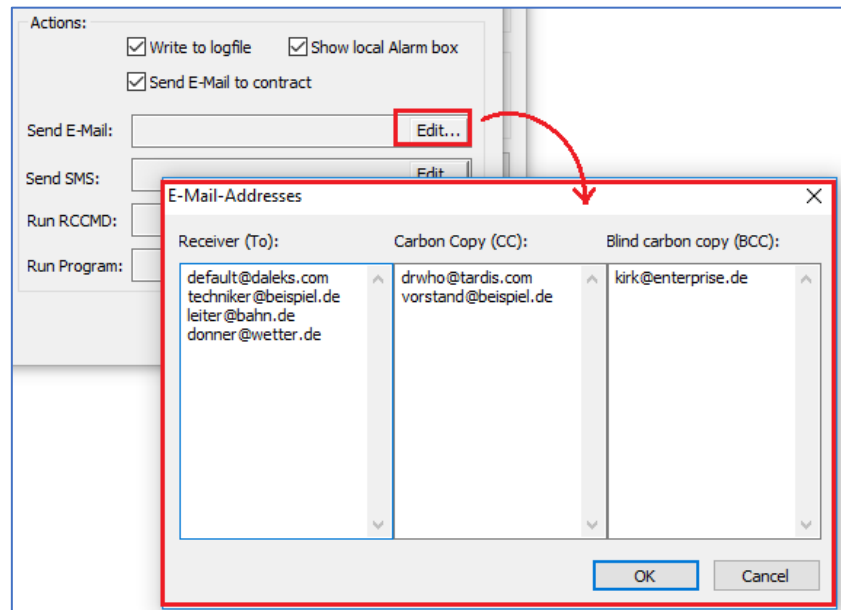 Actions:
Write to logfile Show local Alarm box
Send E-Mail to contract
Send E-Mail: Edit...
Send SMS: Edit
Run RCCMD:
Run Program:
E-Mail-Addresses
Receiver (To): Carbon Copy (CC): Blind carbon copy (BCC):
default@daleks.com drwho@tardis.com kirk@enterprise.de
techniker@beispiel.de vorstand@beispiel.de
leiter@bahn.de
donner@wetter.de
OK Cancel